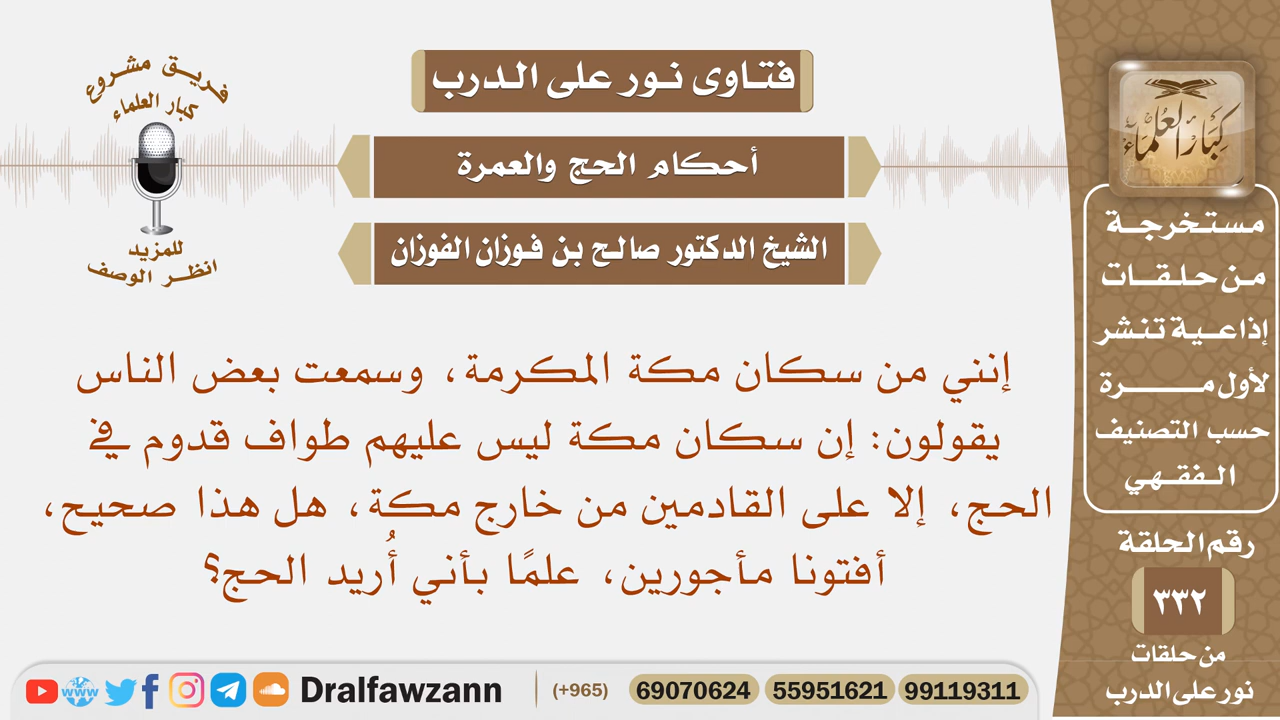 فتاوى نور على الدرب
أحكام الحج والعمرة
الشيخ الدكتور صالح بن فوزان الفوزان
فريق مشروع
كبار العلماء
للمزيد
انظر الوصف
إنني من سكان مكة المكرمة، وسمعت بعض الناس
يقولون: إن سكان مكة ليس عليهم طواف قدوم في
الحج، إلا على القادمين من خارج مكة، هل هذا صحيح،
أفتونا مأجورين، علمًا بأني أُريد الحج؟
كبار العلماء
مستخرجة
من حلقات
إذاعية تنشر
لأول مرة
حسب التصنيف
الفقهي
رقم الحلقة
٣٣٢
من حلقات
نور على الدرب
www Dralfawzann (+965) 69070624 55951621 99119311